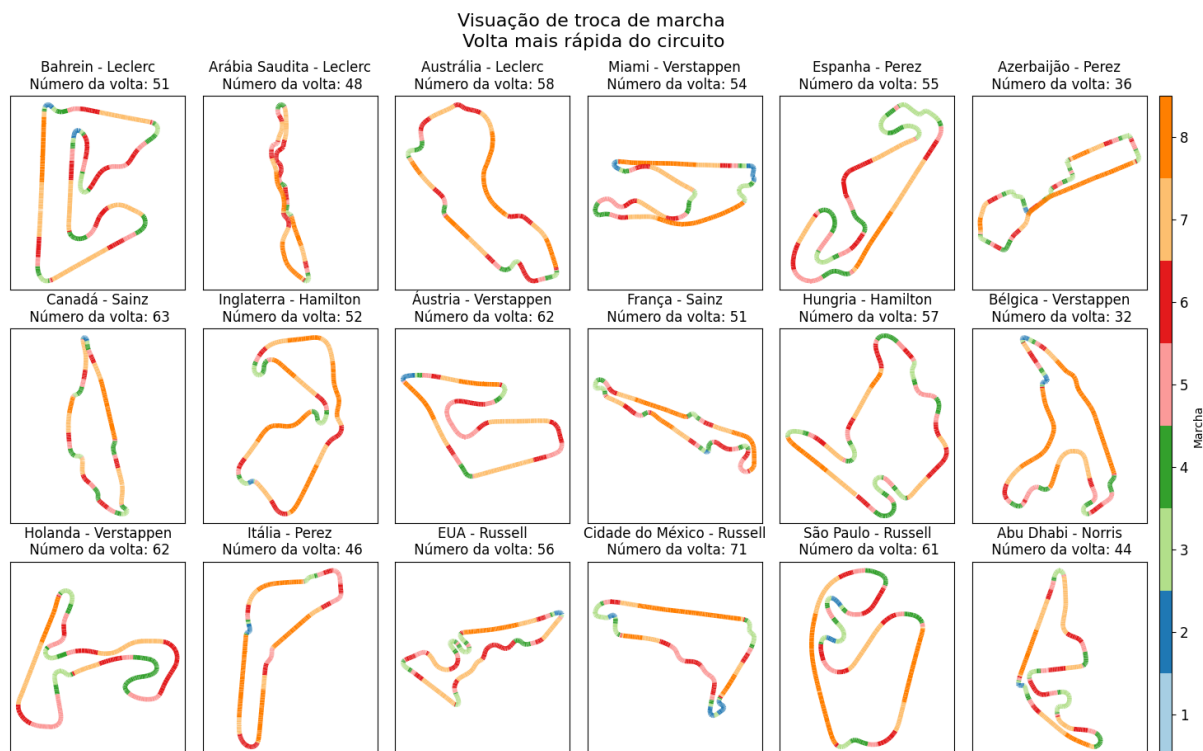 Visuação de troca de marcha
Volta mais rápida do circuito
Bahrein - Leclerc
Número da volta: 51
Arábia Saudita - Leclerc
Número da volta: 48
Austrália - Leclerc
Número da volta: 58
Miami - Verstappen
Número da volta: 54
Espanha - Perez
Número da volta: 55
Azerbaijão - Perez
Número da volta: 36
Canadá - Sainz
Número da volta: 63
Inglaterra - Hamilton
Número da volta: 52
Áustria - Verstappen
Número da volta: 62
França - Sainz
Número da volta: 51
Hungria - Hamilton
Número da volta: 57
Bélgica - Verstappen
Número da volta: 32
Holanda - Verstappen
Número da volta: 62
Itália - Perez
Número da volta: 46
EUA - Russell
Número da volta: 56
Cidade do México - Russell
Número da volta: 71
São Paulo - Russell
Número da volta: 61
Abu Dhabi - Norris
Número da volta: 44
8
7
6
5
4
3
2
1
Marcha